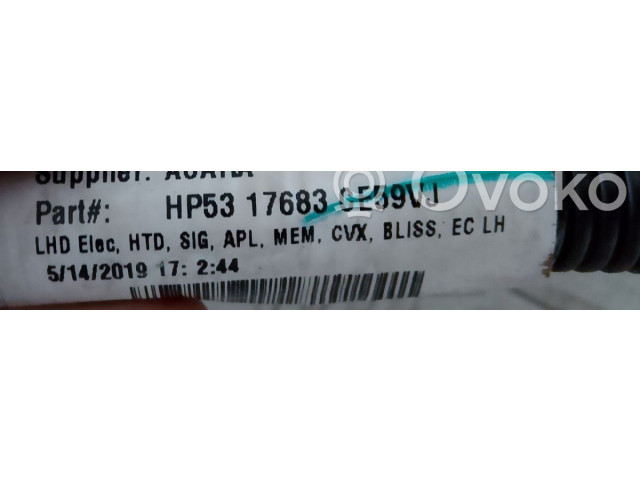 Supplier:
Part#: HP53 17683
LHD Elec, HTD, SIG, APL, MEM, CVX, BLISS, EC LH
5/14/2019 17: 2:44
Ovoko